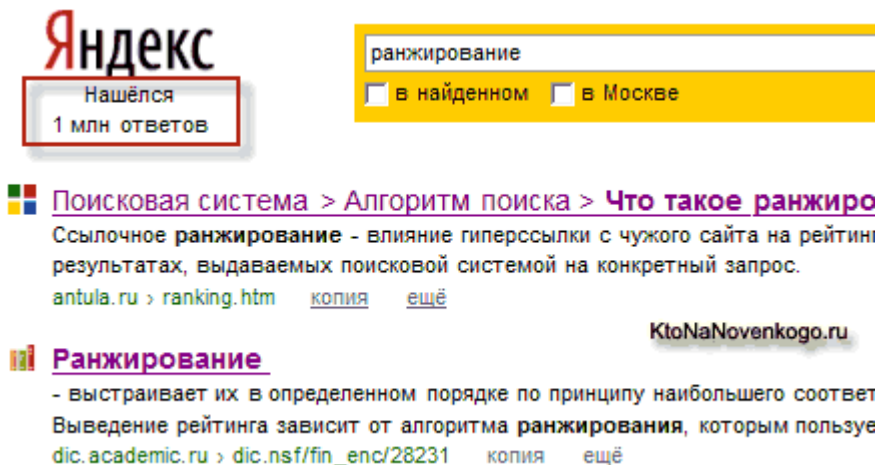 Яндекс
ранжирование
в найденном в Москве
Нашёлся
1 млн ответов
Поисковая система > Алгоритм поиска > Что такое ранжиро
Ссылочное ранжирование - влияние гиперссылки с чужого сайта на рейтинг
результатах, выдаваемых поисковой системой на конкретный запрос.
antula.ru › ranking.htm копия ещё
KtoNaNovenkogo.ru
Ранжирование
- выстраивает их в определенном порядке по принципу наибольшего соответ
Выведение рейтинга зависит от алгоритма ранжирования, которым пользуе
dic.academic.ru › dic.nsf/fin_enc/28231 копия ещё